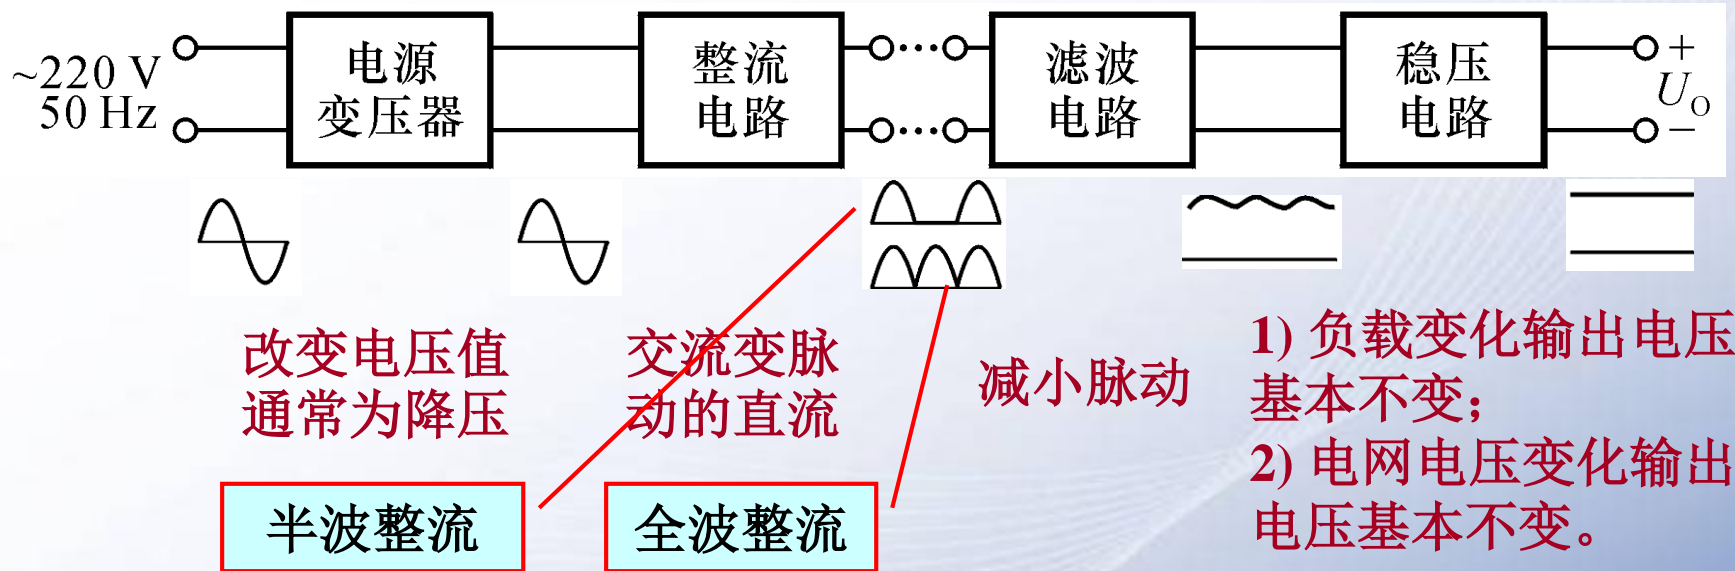 ~220 V
50 Hz
电源
变压器
整流
电路
滤波
电路
稳压
电路
+
U_O
−
改变电压值
通常为降压
交流变脉
动的直流
减小脉动
1) 负载变化输出电压
基本不变；
2) 电网电压变化输出
电压基本不变。
半波整流
全波整流